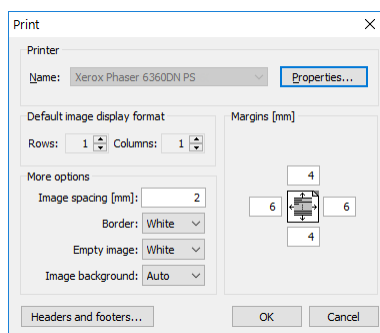 Print
Printer
Name: Xerox Phaser 6360DN PS Properties...
Default image display format
Rows: 1 Columns: 1
Margins [mm]
4
6 6
4
More options
Image spacing [mm]: 2
Border: White
Empty image: White
Image background: Auto
Headers and footers... OK Cancel